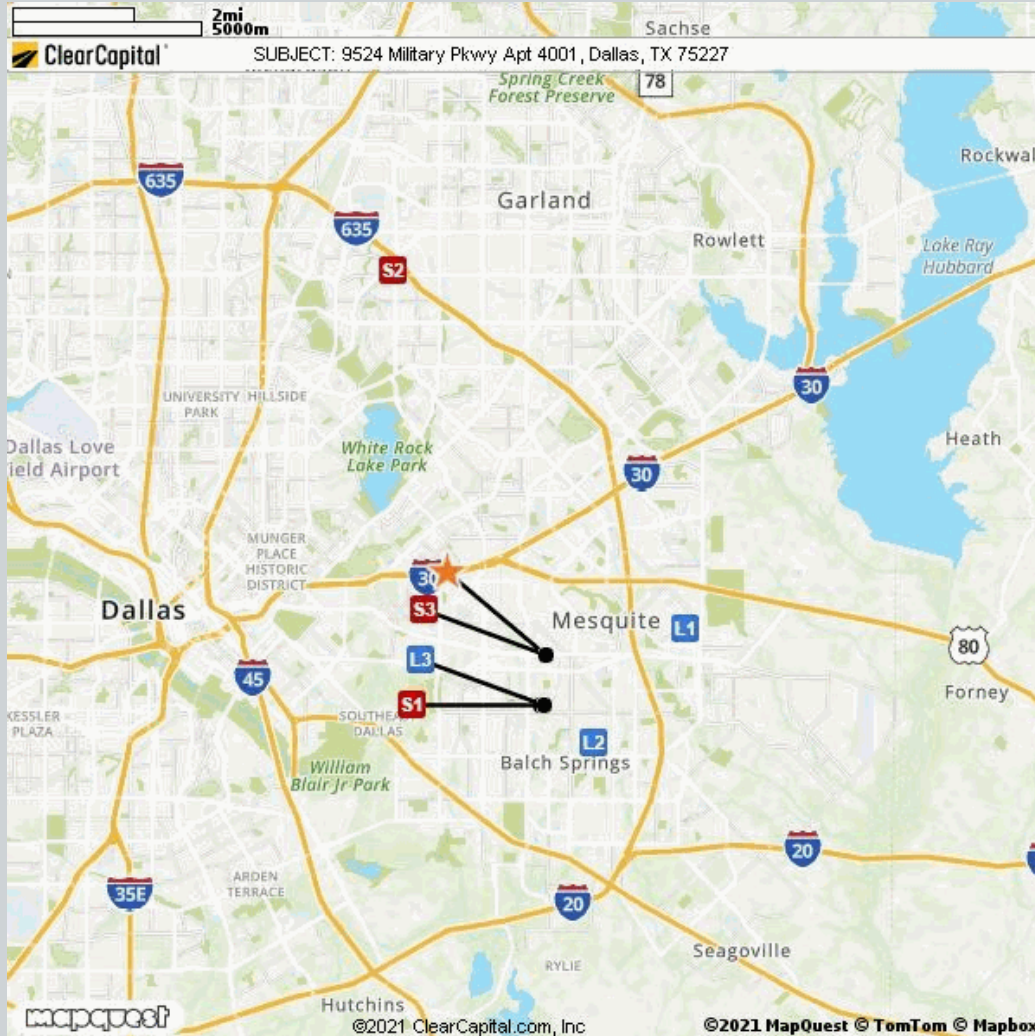 2mi
5000m
ClearCapital
SUBJECT: 9524 Military Pkwy Apt 4001, Dallas, TX 75227
Sachse
Spring Creek
Forest Preserve
78
Rockwal
635
Garland
635
Rowlett
Lake Ray
Hubbard
S2
30
UNIVERSITY
PARK
HILLSIDE
Dallas Love
ield Airport
White Rock
Lake Park
Heath
30
MUNGER
PLACE
HISTORIC
DISTRICT
30
Dallas
S3
Mesquite
L1
L3
80
45
Forney
KESSLER
PLAZA
S1
SOUTHEA
DALLAS
L2
Balch Springs
William
Blair Jr Park
20
ARDEN
TERRACE
35E
20
Seagoville
RYLIE
Hutchins
mapquest
©2021 ClearCapital.com, Inc
©2021 MapQuest © TomTom © Mapbo